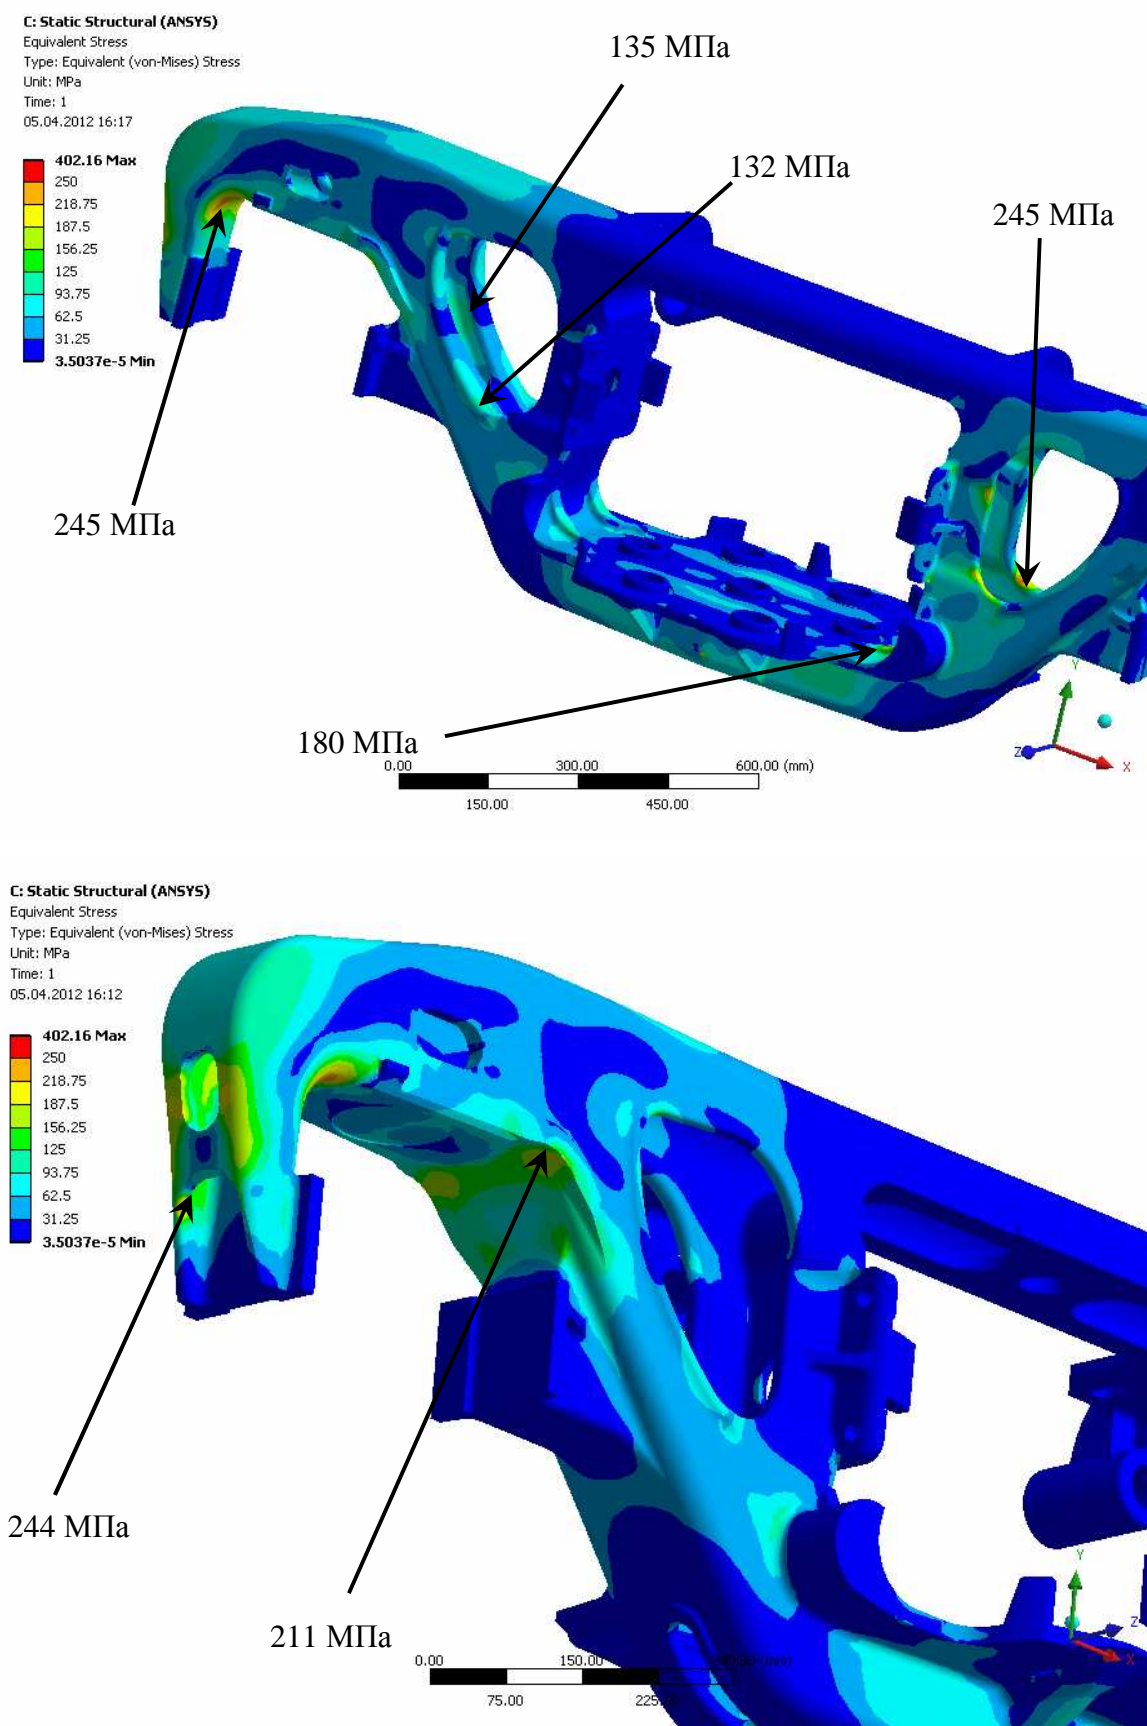 C: Static Structural (ANSYS)
Equivalent Stress
Type: Equivalent (von-Mises) Stress
Unit: MPa
Time: 1
05.04.2012 16:17
402.16 Max
250
218.75
187.5
156.25
125
93.75
62.5
31.25
3.5037e-5 Min
135 МПа
132 МПа
245 МПа
245 МПа
180 МПа
0.00 300.00 600.00 (mm)
150.00 450.00
Y
Z
X
C: Static Structural (ANSYS)
Equivalent Stress
Type: Equivalent (von-Mises) Stress
Unit: MPa
Time: 1
05.04.2012 16:12
402.16 Max
250
218.75
187.5
156.25
125
93.75
62.5
31.25
3.5037e-5 Min
244 МПа
211 МПа
0.00 150.00
75.00
Y
Z
X